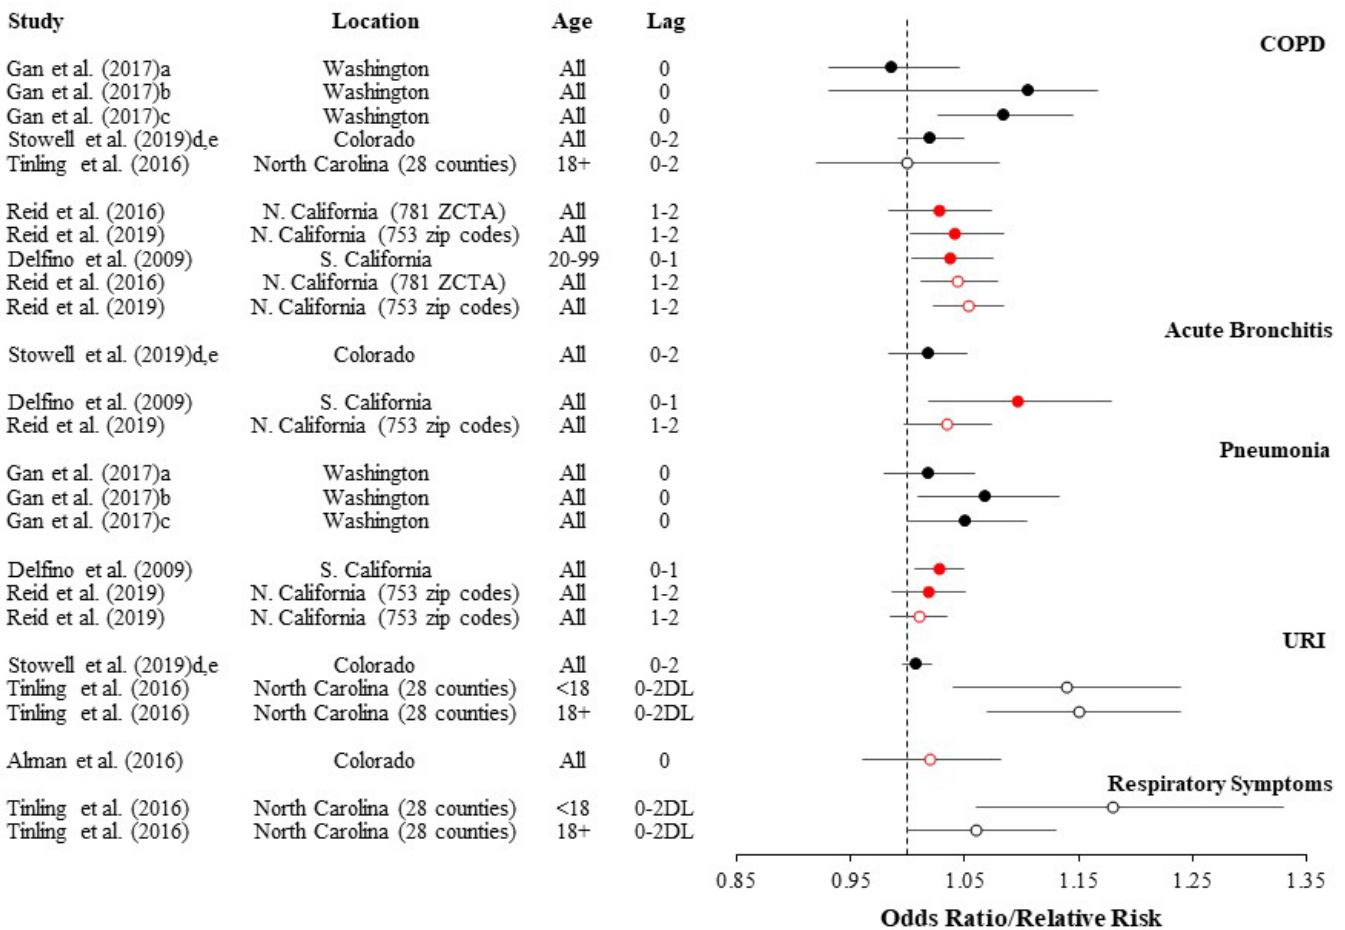 Study Location Age Lag
COPD
Gan et al. (2017)a Washington All 0
Gan et al. (2017)b Washington All 0
Gan et al. (2017)c Washington All 0
Stowell et al. (2019)d,e Colorado All 0-2
Tinling et al. (2016) North Carolina (28 counties) 18+ 0-2
Reid et al. (2016) N. California (781 ZCTA) All 1-2
Reid et al. (2019) N. California (753 zip codes) All 1-2
Delfino et al. (2009) S. California 20-99 0-1
Reid et al. (2016) N. California (781 ZCTA) All 1-2
Reid et al. (2019) N. California (753 zip codes) All 1-2
Acute Bronchitis
Stowell et al. (2019)d,e Colorado All 0-2
Delfino et al. (2009) S. California All 0-1
Reid et al. (2019) N. California (753 zip codes) All 1-2
Pneumonia
Gan et al. (2017)a Washington All 0
Gan et al. (2017)b Washington All 0
Gan et al. (2017)c Washington All 0
Delfino et al. (2009) S. California All 0-1
Reid et al. (2019) N. California (753 zip codes) All 1-2
Reid et al. (2019) N. California (753 zip codes) All 1-2
URI
Stowell et al. (2019)d,e Colorado All 0-2
Tinling et al. (2016) North Carolina (28 counties) <18 0-2DL
Tinling et al. (2016) North Carolina (28 counties) 18+ 0-2DL
Alman et al. (2016) Colorado All 0
Respiratory Symptoms
Tinling et al. (2016) North Carolina (28 counties) <18 0-2DL
Tinling et al. (2016) North Carolina (28 counties) 18+ 0-2DL
0.85 0.95 1.05 1.15 1.25 1.35
Odds Ratio/Relative Risk